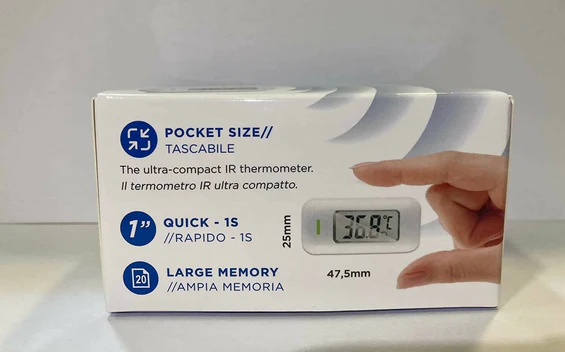 POCKET SIZE//
TASCABILE
The ultra-compact IR thermometer.
Il termometro IR ultra compatto.
1”
QUICK - 1S
//RAPIDO - 1S
25mm
36.8°C
47,5mm
20
LARGE MEMORY
//AMPIA MEMORIA